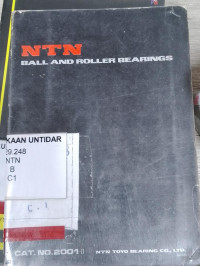 NTN
BALL AND ROLLER BEARINGS
KAAN UNTIDAR
9.248
NTN
B
C1
C-1
CAT. NO. 2001
NTN TOYO BEARING CO., LTD.